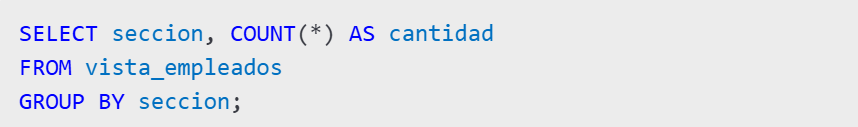 SELECT seccion, COUNT(*) AS cantidad
FROM vista_empleados
GROUP BY seccion;